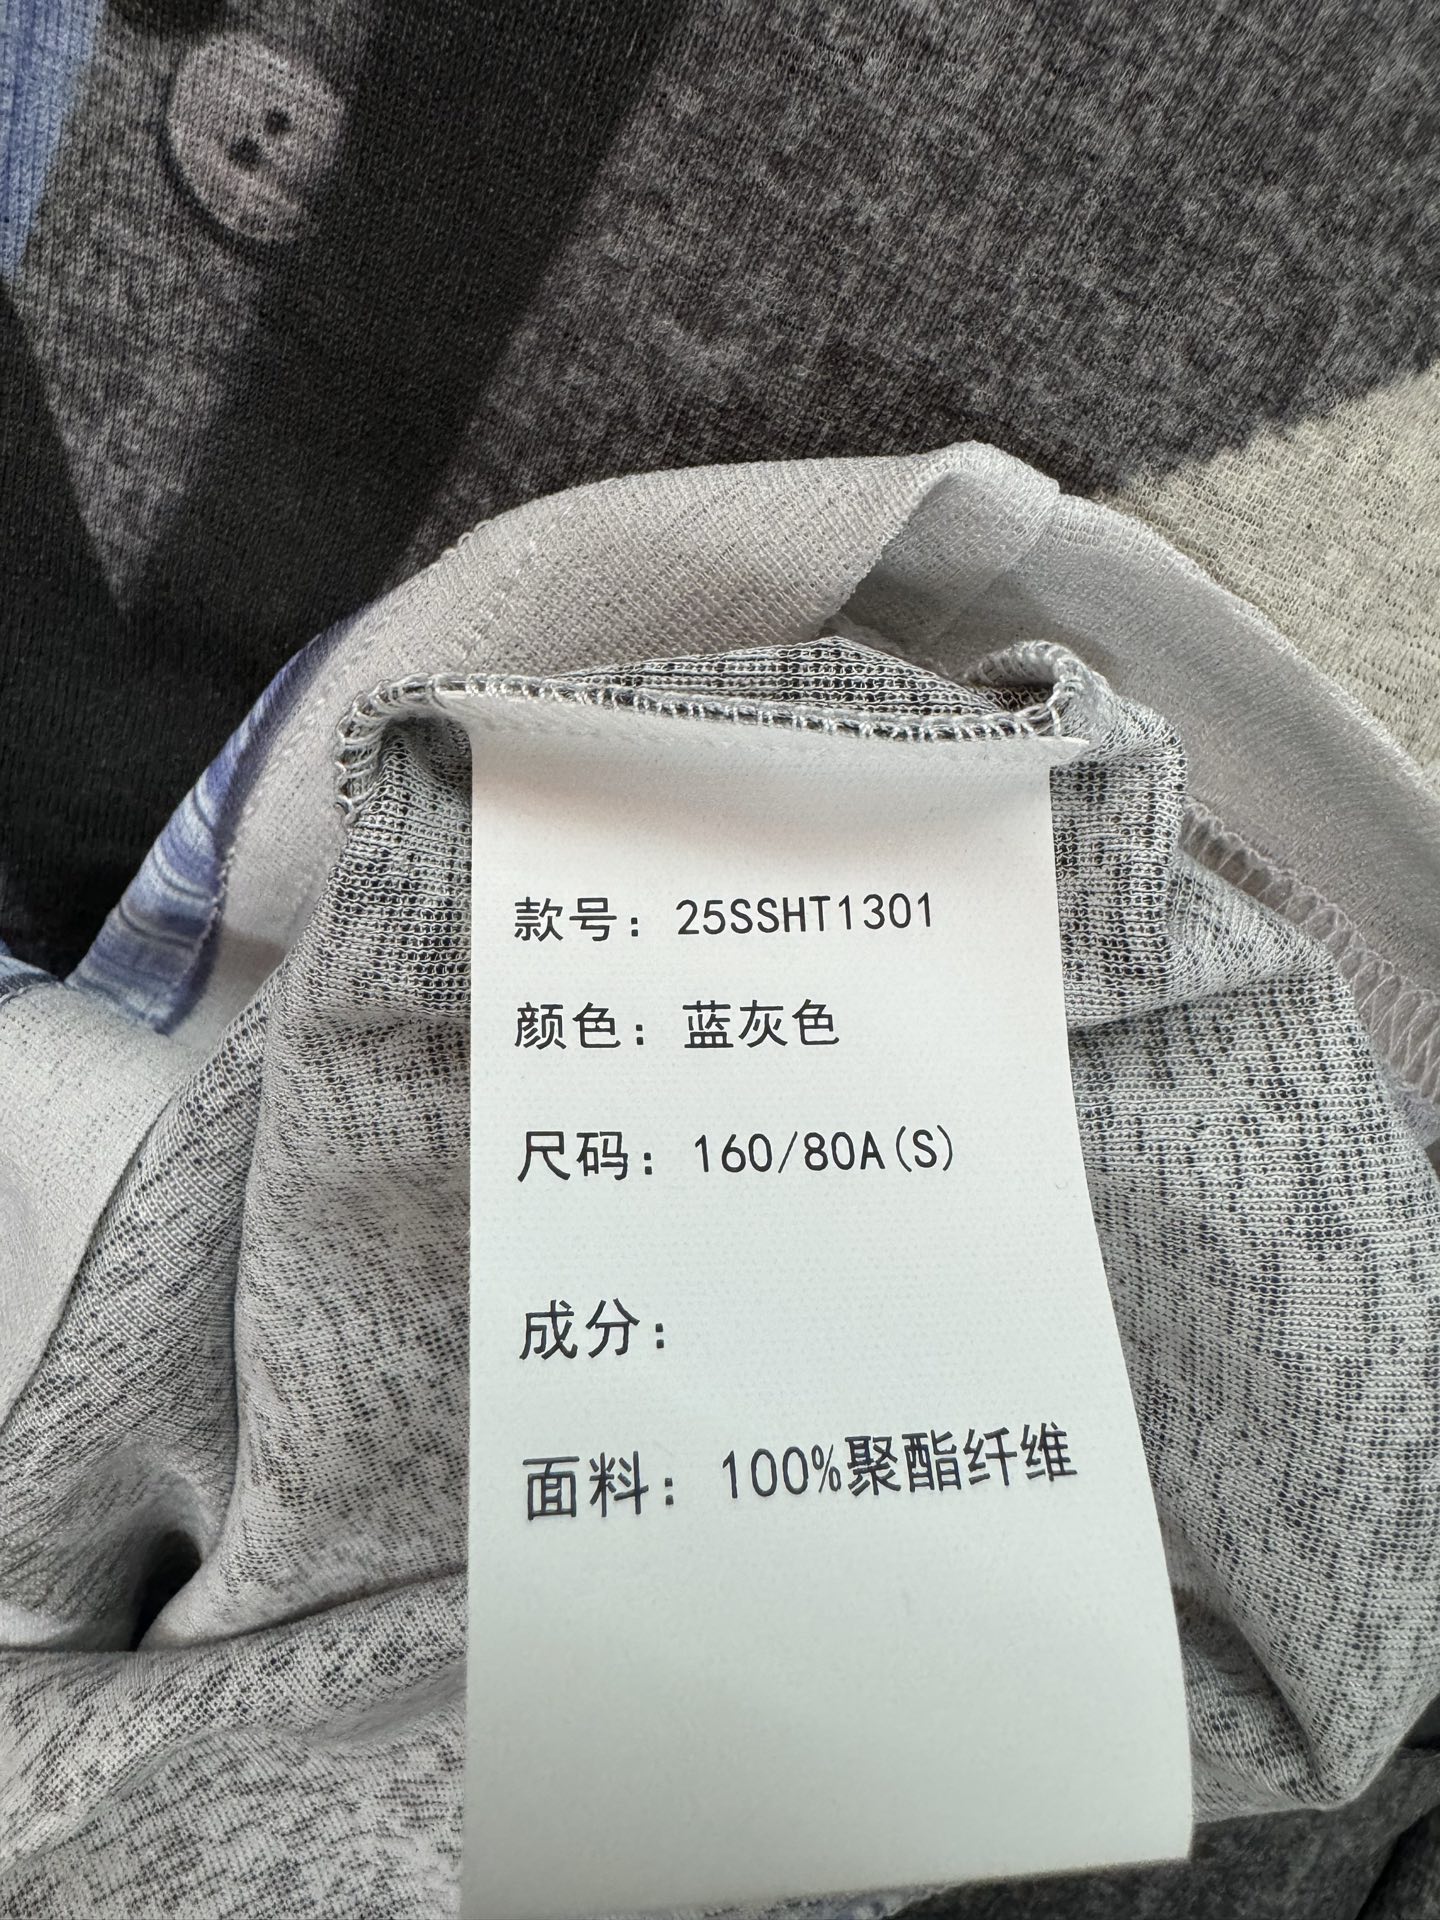 款号：25SSHT1301
颜色：蓝灰色
尺码：160/80A(S)
成分：
面料：100%聚酯纤维